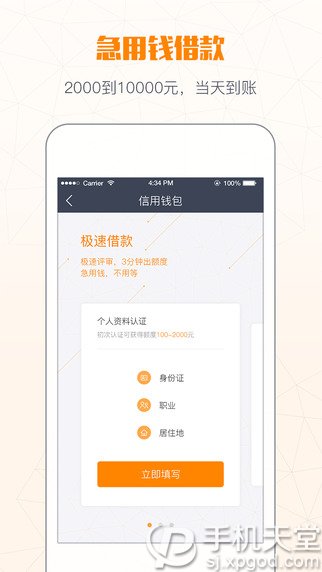 急用钱借款
2000到10000元，当天到账
Carrier 4:34 PM
信用钱包
极速借款
极速评审，3分钟出额度
急用钱，不用等
个人资料认证
初次认证可获得额度100~2000元
身份证
职业
居住地
立即填写
手机天堂
sj.xpgod.com